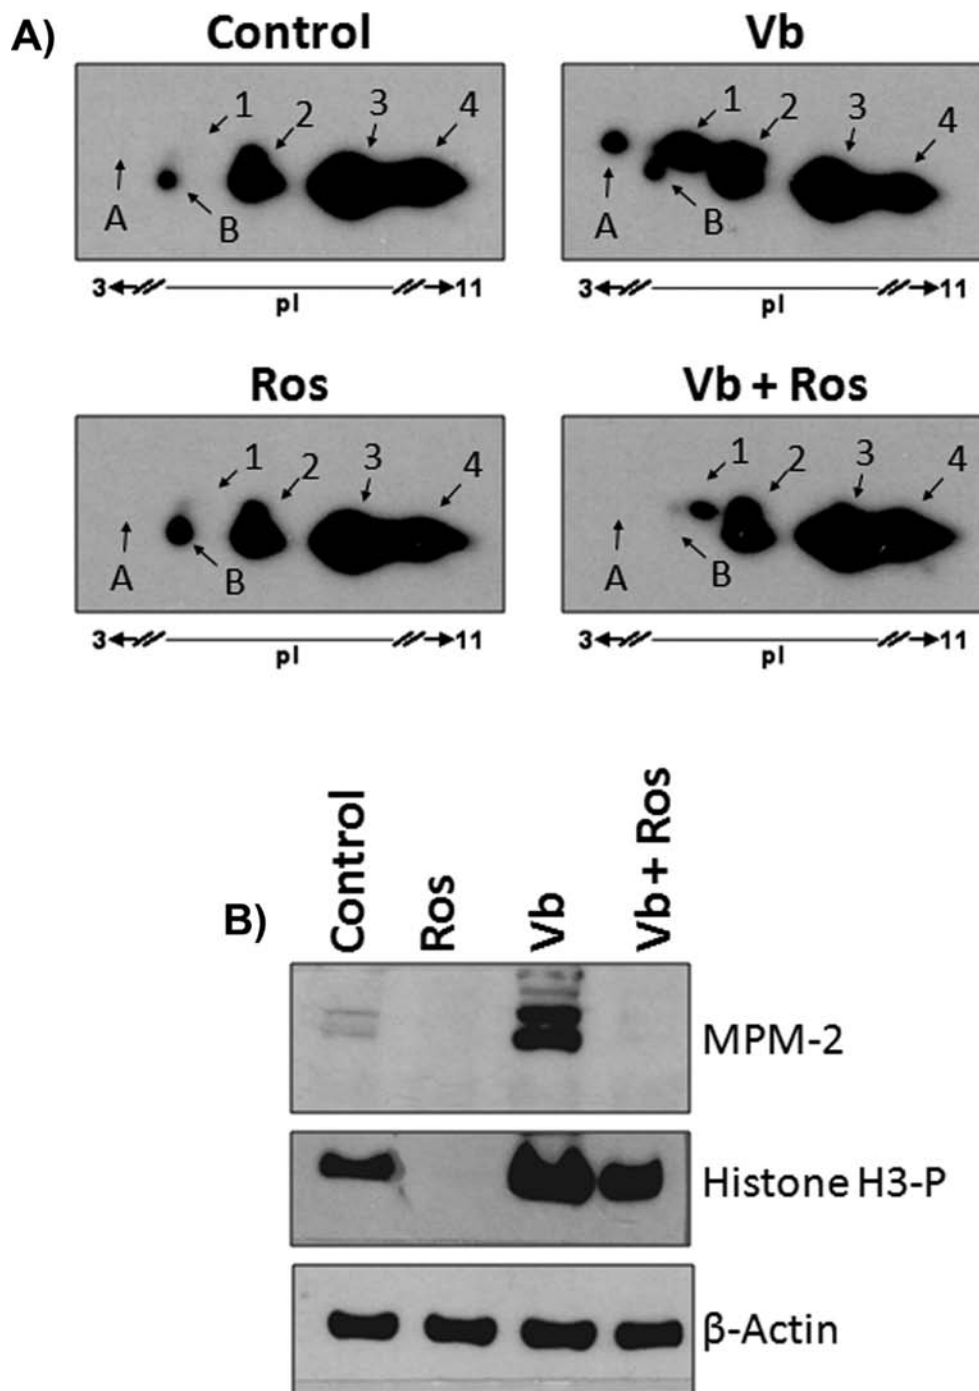 A)
Control
1
2
3
4
A
B
3
pI
11
Vb
1
2
3
4
A
B
3
pI
11
Ros
1
2
3
4
A
B
3
pI
11
Vb + Ros
1
2
3
4
A
B
3
pI
11
B)
Control
Ros
Vb
Vb + Ros
MPM-2
Histone H3-P
β-Actin